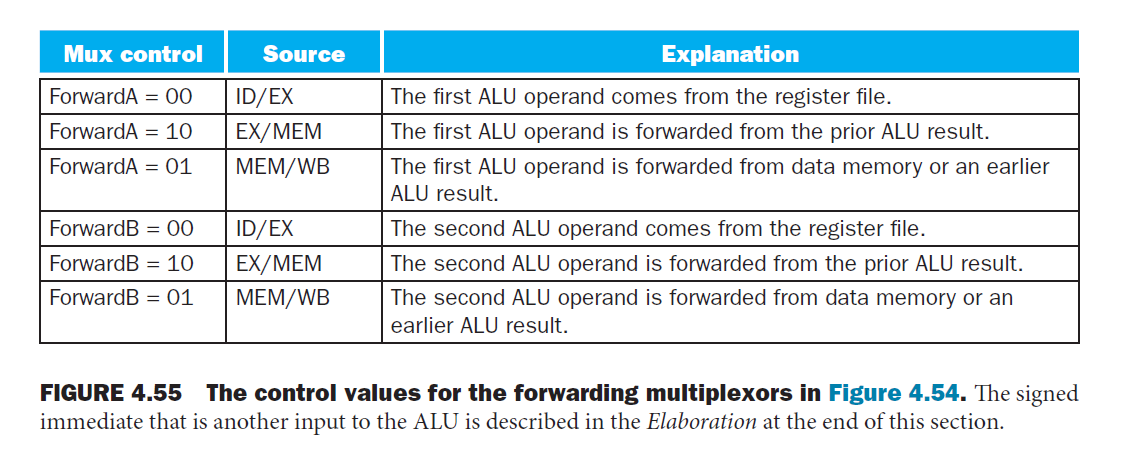 Mux control Source Explanation
ForwardA = 00 ID/EX The first ALU operand comes from the register file.
ForwardA = 10 EX/MEM The first ALU operand is forwarded from the prior ALU result.
ForwardA = 01 MEM/WB The first ALU operand is forwarded from data memory or an earlier
ALU result.
ForwardB = 00 ID/EX The second ALU operand comes from the register file.
ForwardB = 10 EX/MEM The second ALU operand is forwarded from the prior ALU result.
ForwardB = 01 MEM/WB The second ALU operand is forwarded from data memory or an
earlier ALU result.
FIGURE 4.55 The control values for the forwarding multiplexors in Figure 4.54. The signed
immediate that is another input to the ALU is described in the Elaboration at the end of this section.